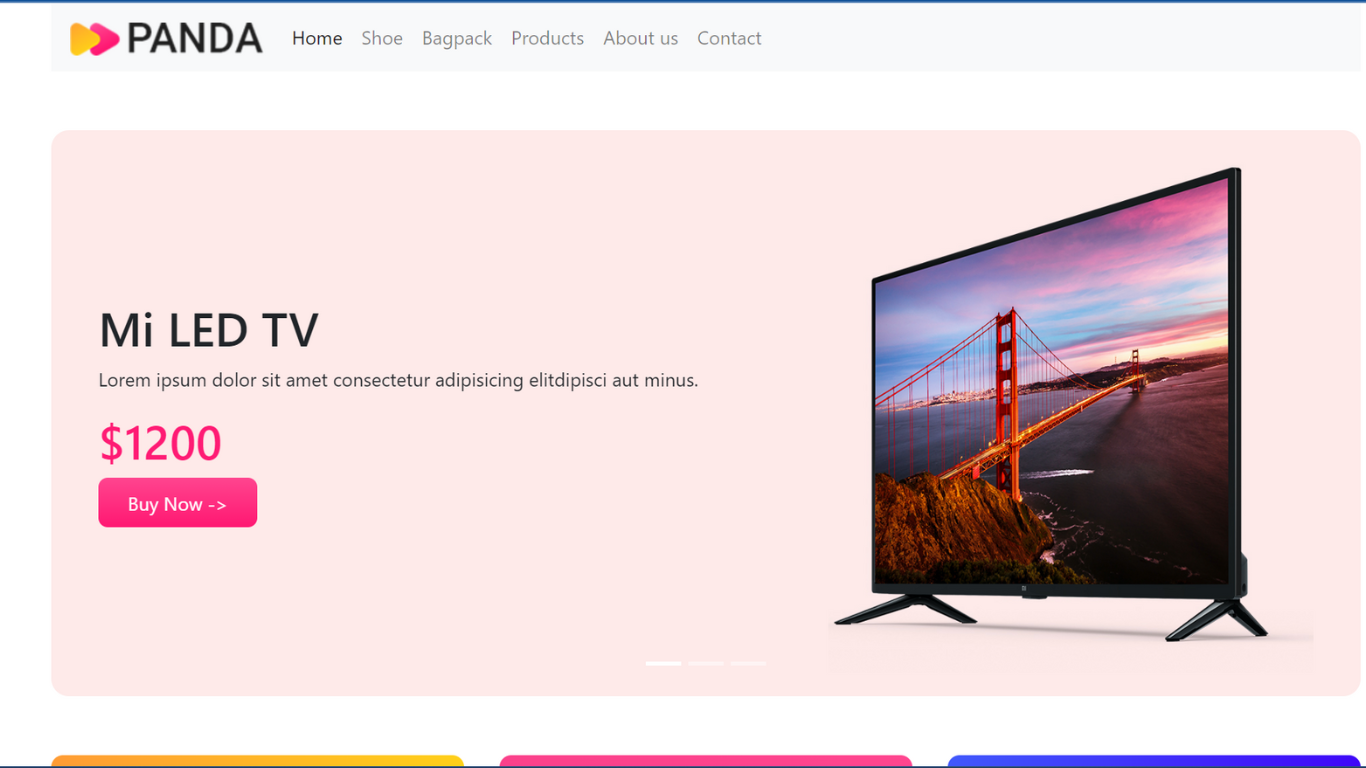 PANDA Home Shoe Bagpack Products About us Contact
Mi LED TV
Lorem ipsum dolor sit amet consectetur adipisicing elitdipisci aut minus.
$1200
Buy Now ->